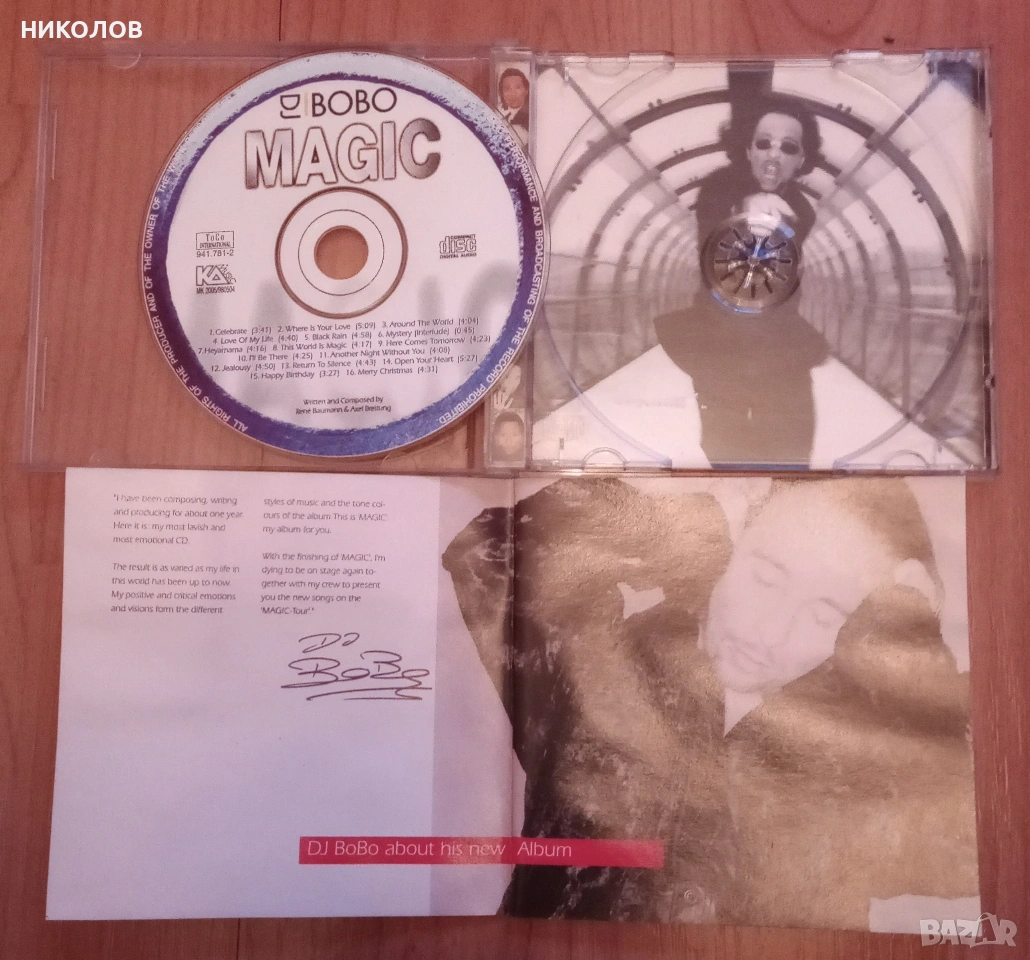 НИКОЛОВ
DJ BOBO
MAGIC
ToCo
INTERNATIONAL
941.781-2
KA
MUSIC
MK 2006/980504
COMPACT
disc
DIGITAL AUDIO
1. Celebrate (3:41) 2. Where Is Your Love (5:09) 3. Around The World (4:04)
4. Love Of My Life (4:40) 5. Black Rain (4:58) 6. Mystery [Interlude] (0:45)
7. Heyamama (4:16) 8. This World Is Magic (4:17) 9. Here Comes Tomorrow (4:23)
10. I'll Be There (4:25) 11. Another Night Without You (4:08)
12. Jealousy (4:50) 13. Return To Silence (4:43) 14. Open Your Heart (5:27)
15. Happy Birthday (3:27) 16. Merry Christmas (4:31)
Written and Composed by
René Baumann & Axel Breitung
ALL RIGHTS OF THE PRODUCER AND OF THE OWNER OF THE PERFORMANCE AND BROADCASTING OF THE RECORD PROHIBITED.
"I have been composing, writing
and producing for about one year.
Here it is: my most lavish and
most emotional CD.
The result is as varied as my life in
this world has been up to now.
My positive and critical emotions
and visions form the different
styles of music and the tone col-
ours of the album. This is 'MAGIC'
my album for you.
With the finishing of 'MAGIC', I'm
dying to be on stage again to-
gether with my crew to present
you the new songs on the
'MAGIC-Tour'."
DJ
BoBo
DJ BoBo about his new Album
BAZAR